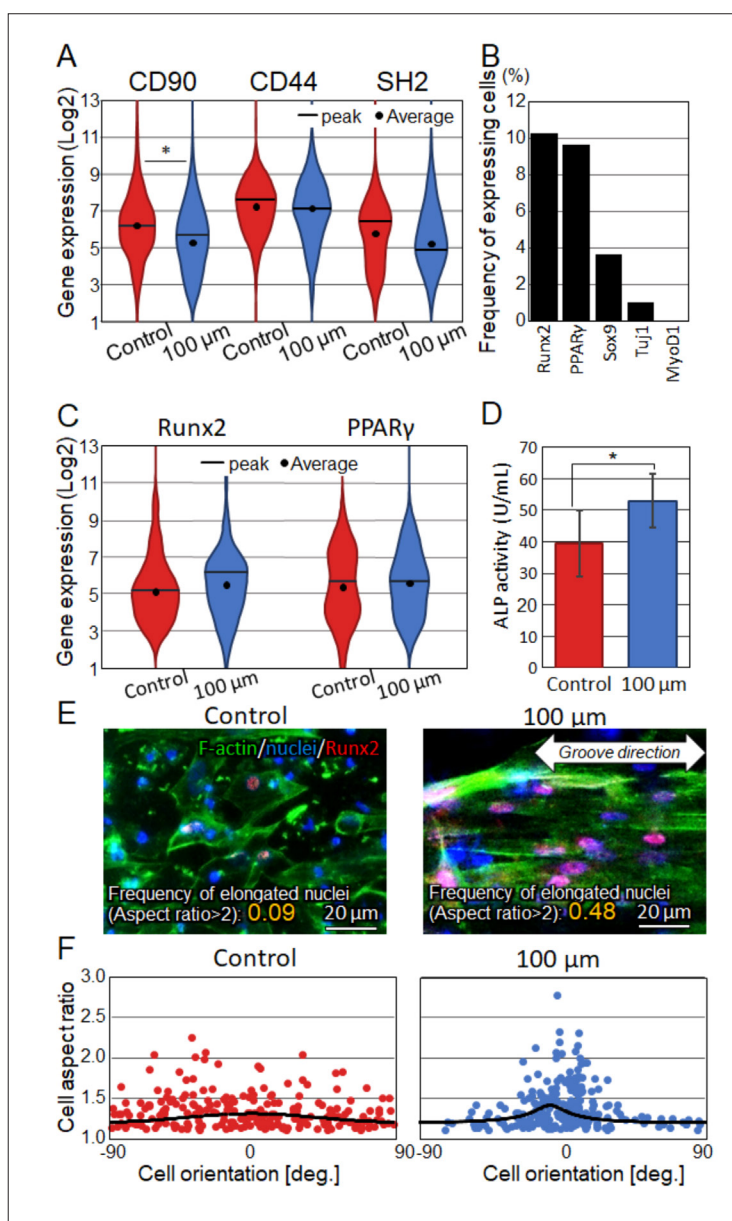 A
CD90 CD44 SH2
Gene expression (Log2)
13
11
9
7
5
3
1
peak Average
*
Control 100 μm Control 100 μm Control 100 μm
B
(%)
Frequency of expressing cells
12
10
8
6
4
2
0
Runx2 PPARγ Sox9 Tuj1 MyoD1
C
Runx2 PPARγ
Gene expression (Log2)
13
11
9
7
5
3
1
peak Average
Control 100 μm Control 100 μm
D
ALP activity (U/mL)
70
60
50
40
30
20
10
0
*
Control 100 μm
E
Control 100 μm
F-actin/nuclei/Runx2
Frequency of elongated nuclei
(Aspect ratio>2): 0.09 20 μm
Groove direction
Frequency of elongated nuclei
(Aspect ratio>2): 0.48 20 μm
F
Control 100 μm
Cell aspect ratio
3.0
2.5
2.0
1.5
1.0
-90 0 90
Cell orientation [deg.]
-90 0 90
Cell orientation [deg.]